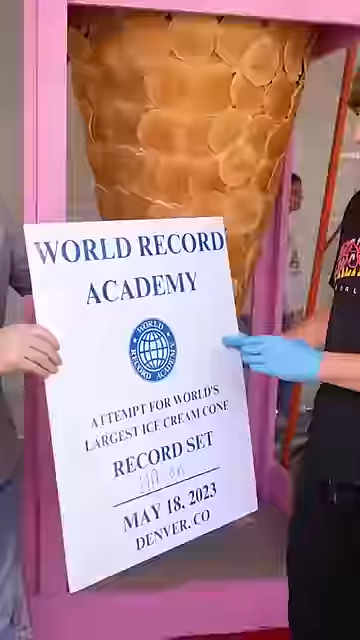 WORLD RECORD
ACADEMY
WORLD
RECORD ACADEMY
ATTEMPT FOR WORLD'S
LARGEST ICE CREAM CONE
RECORD SET
MAY 18, 2023
DENVER, CO